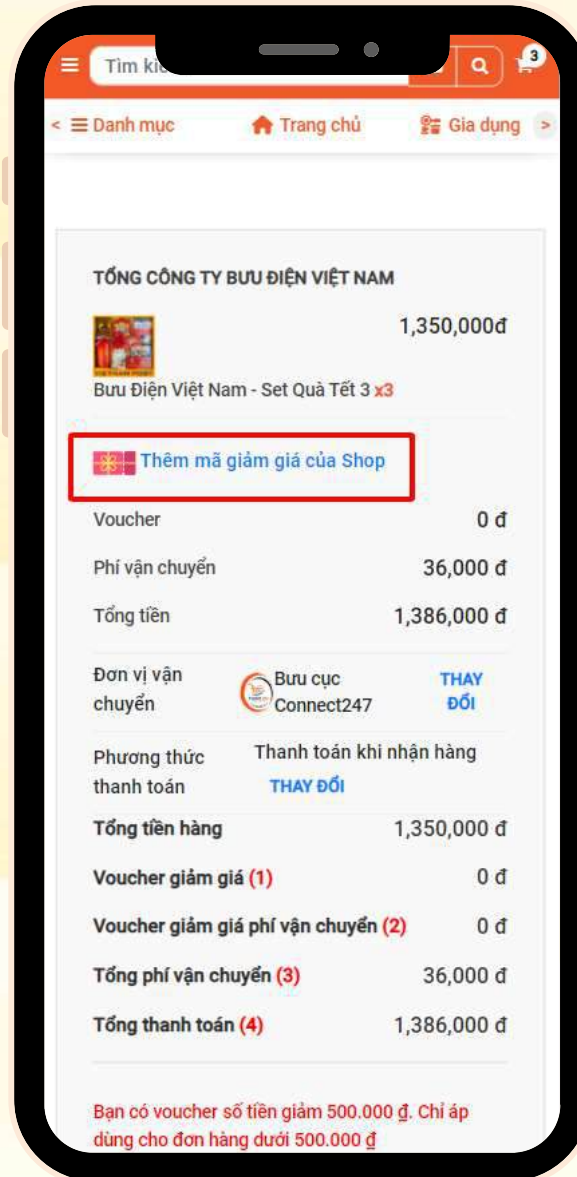 Tìm
3
< Danh mục Trang chủ Gia dụng >
TỔNG CÔNG TY BƯU ĐIỆN VIỆT NAM
1,350,000đ
Bưu Điện Việt Nam - Set Quà Tết 3 x3
Thêm mã giảm giá của Shop
Voucher 0 đ
Phí vận chuyển 36,000 đ
Tổng tiền 1,386,000 đ
Đơn vị vận Bưu cục THAY
chuyển Connect247 ĐỔI
Phương thức Thanh toán khi nhận hàng
thanh toán THAY ĐỔI
Tổng tiền hàng 1,350,000 đ
Voucher giảm giá (1) 0 đ
Voucher giảm giá phí vận chuyển (2) 0 đ
Tổng phí vận chuyển (3) 36,000 đ
Tổng thanh toán (4) 1,386,000 đ
Bạn có voucher số tiền giảm 500.000 ₫. Chỉ áp
dùng cho đơn hàng dưới 500.000 ₫